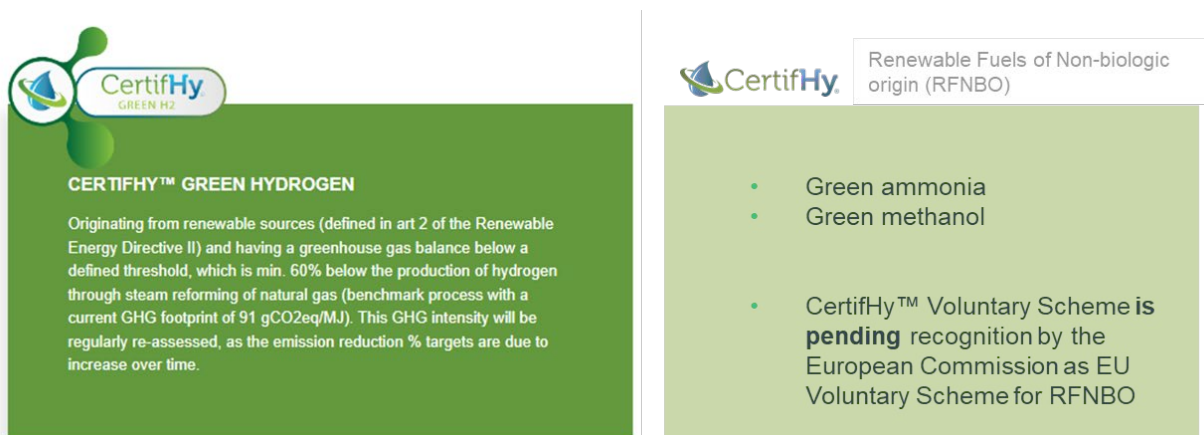 CertifHy
GREEN H2
CERTIFHY™ GREEN HYDROGEN
Originating from renewable sources (defined in art 2 of the Renewable
Energy Directive II) and having a greenhouse gas balance below a
defined threshold, which is min. 60% below the production of hydrogen
through steam reforming of natural gas (benchmark process with a
current GHG footprint of 91 gCO2eq/MJ). This GHG intensity will be
regularly re-assessed, as the emission reduction % targets are due to
increase over time.
CertifHy
Renewable Fuels of Non-biologic
origin (RFNBO)
• Green ammonia
• Green methanol
• CertifHy™ Voluntary Scheme is
pending recognition by the
European Commission as EU
Voluntary Scheme for RFNBO